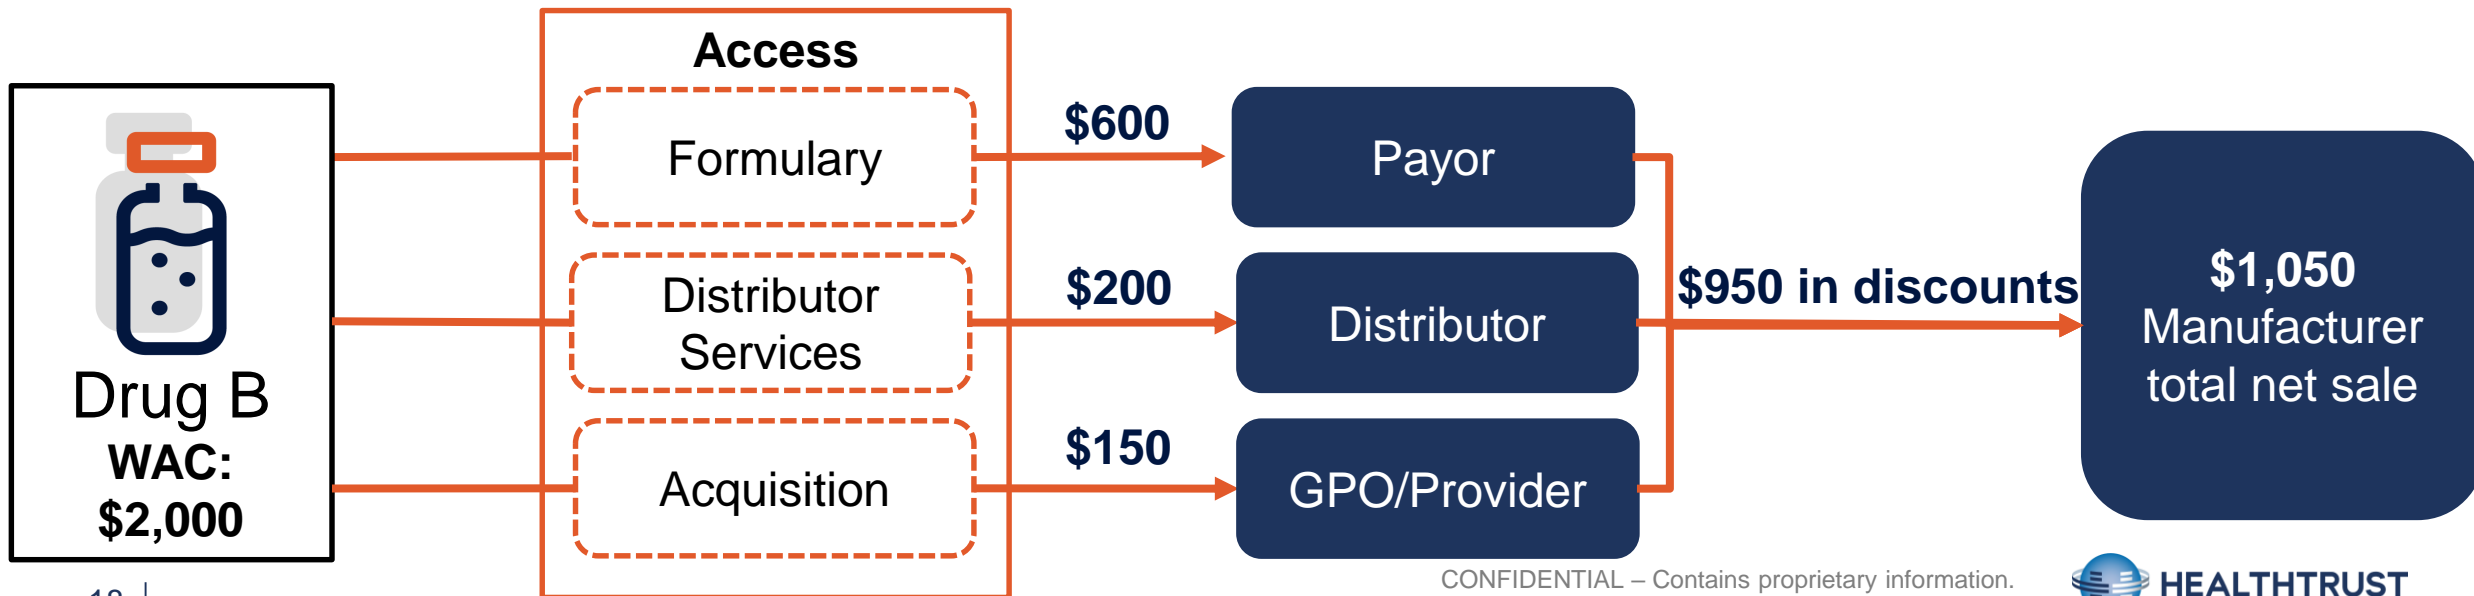 Access
Formulary
$600
Payor
Distributor
Services
$200
Distributor
$950 in discounts
$1,050
Manufacturer
total net sale
Drug B
WAC:
$2,000
Acquisition
$150
GPO/Provider
CONFIDENTIAL – Contains proprietary information.
HEALTHTRUST